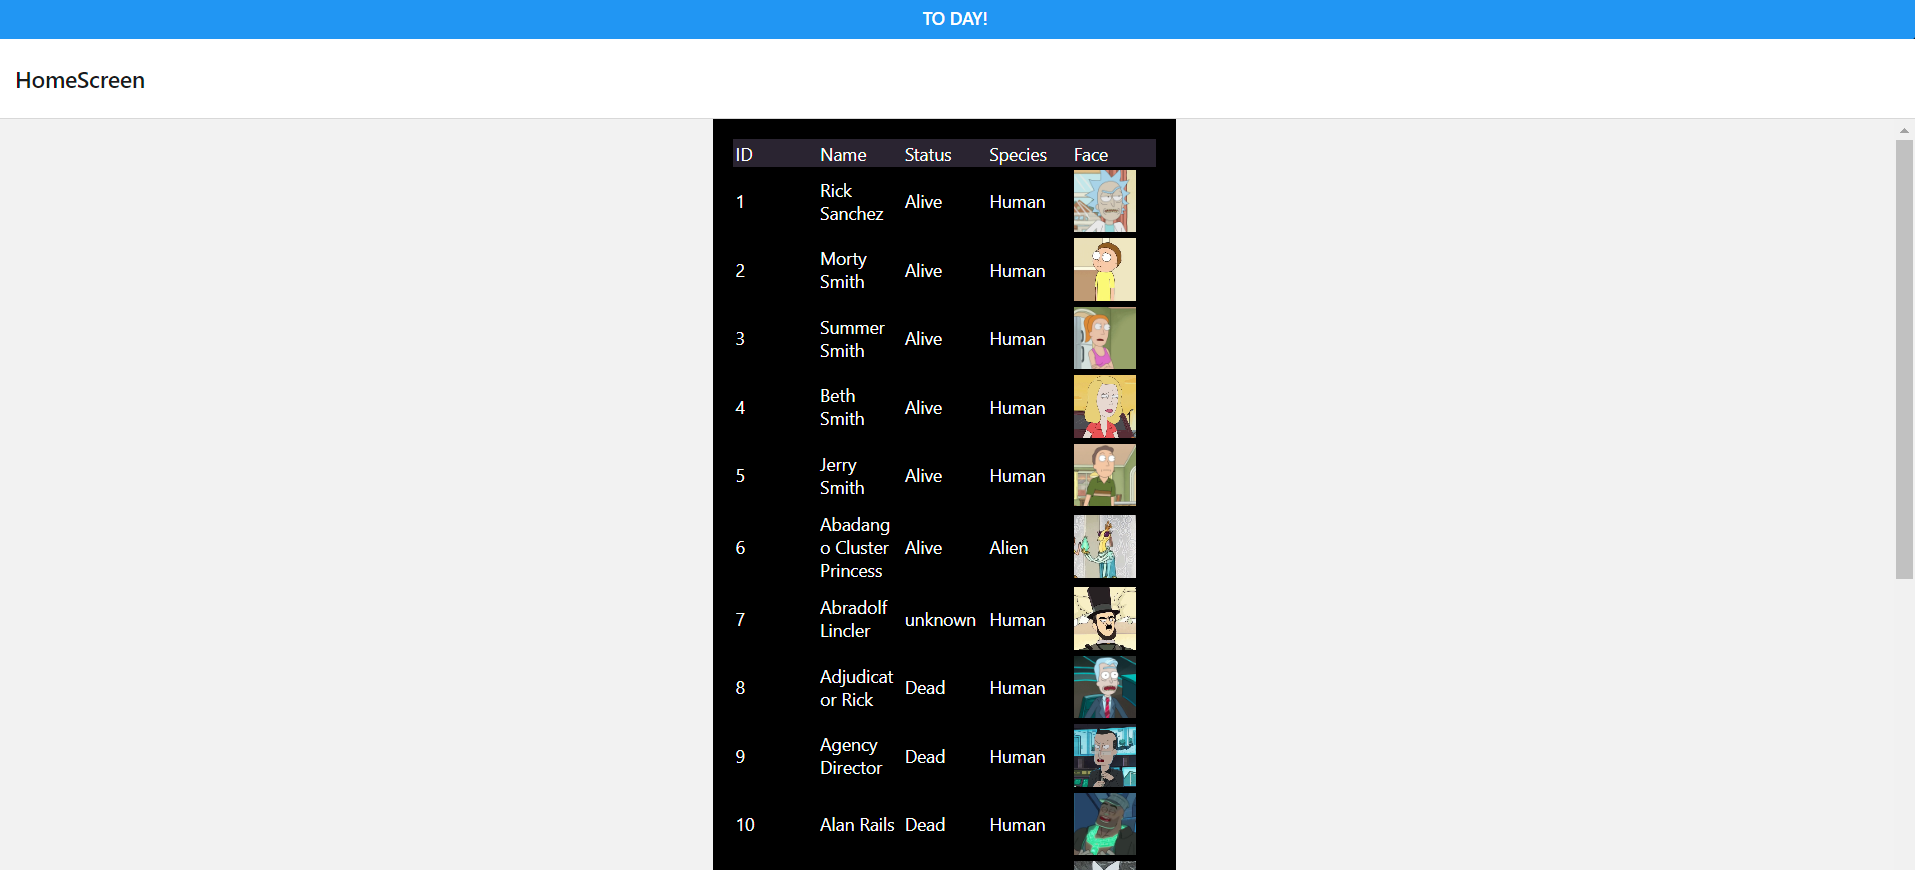 TO DAY!
HomeScreen
ID Name Status Species Face
1 Rick Alive Human
Sanchez
2 Morty Alive Human
Smith
3 Summer Alive Human
Smith
4 Beth Alive Human
Smith
5 Jerry Alive Human
Smith
6 Abadang Alive Alien
o Cluster
Princess
7 Abradolf unknown Human
Lincler
8 Adjudicat Dead Human
or Rick
9 Agency Dead Human
Director
10 Alan Rails Dead Human